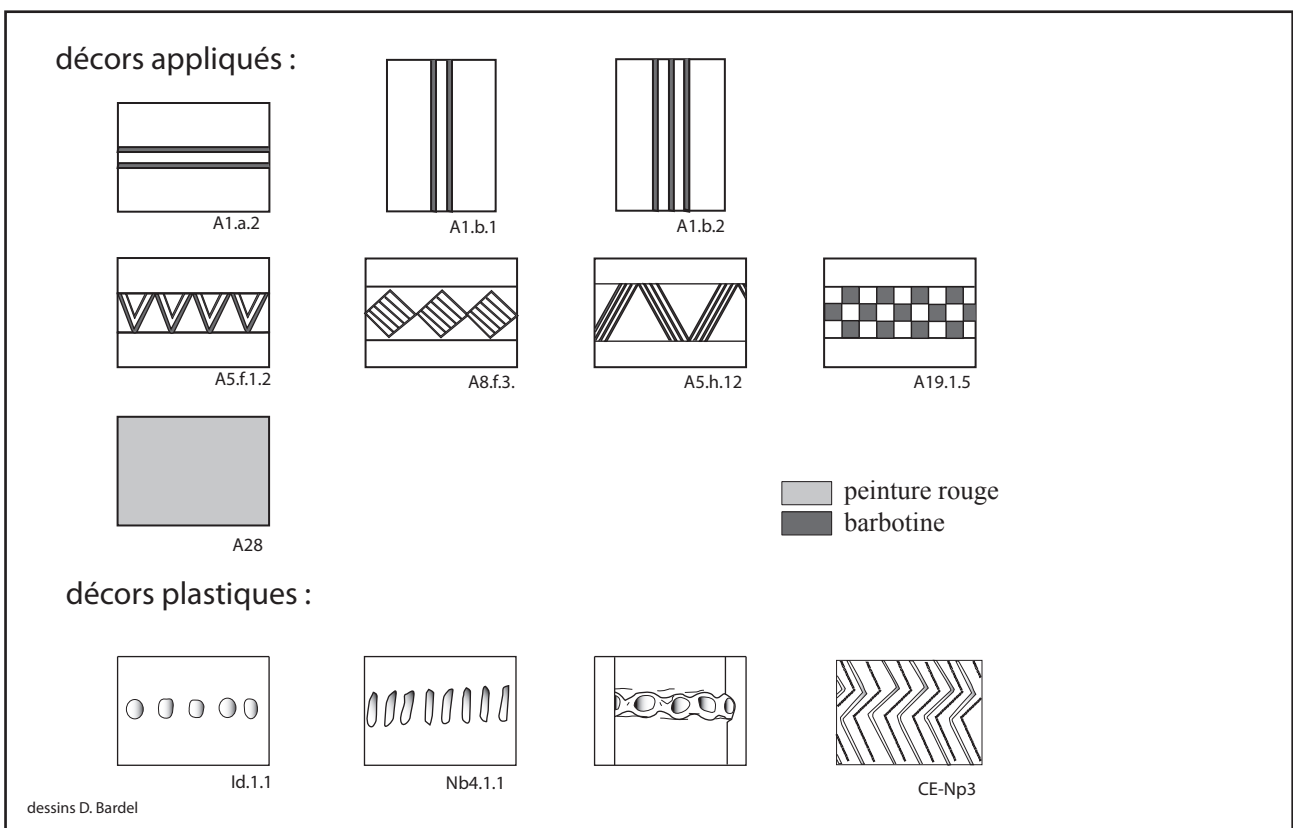 décors appliqués :
A1.a.2
A1.b.1
A1.b.2
A5.f.1.2
A8.f.3.
A5.h.12
A19.1.5
A28
peinture rouge
barbotine
décors plastiques :
Id.1.1
Nb4.1.1
CE-Np3
dessins D. Bardel